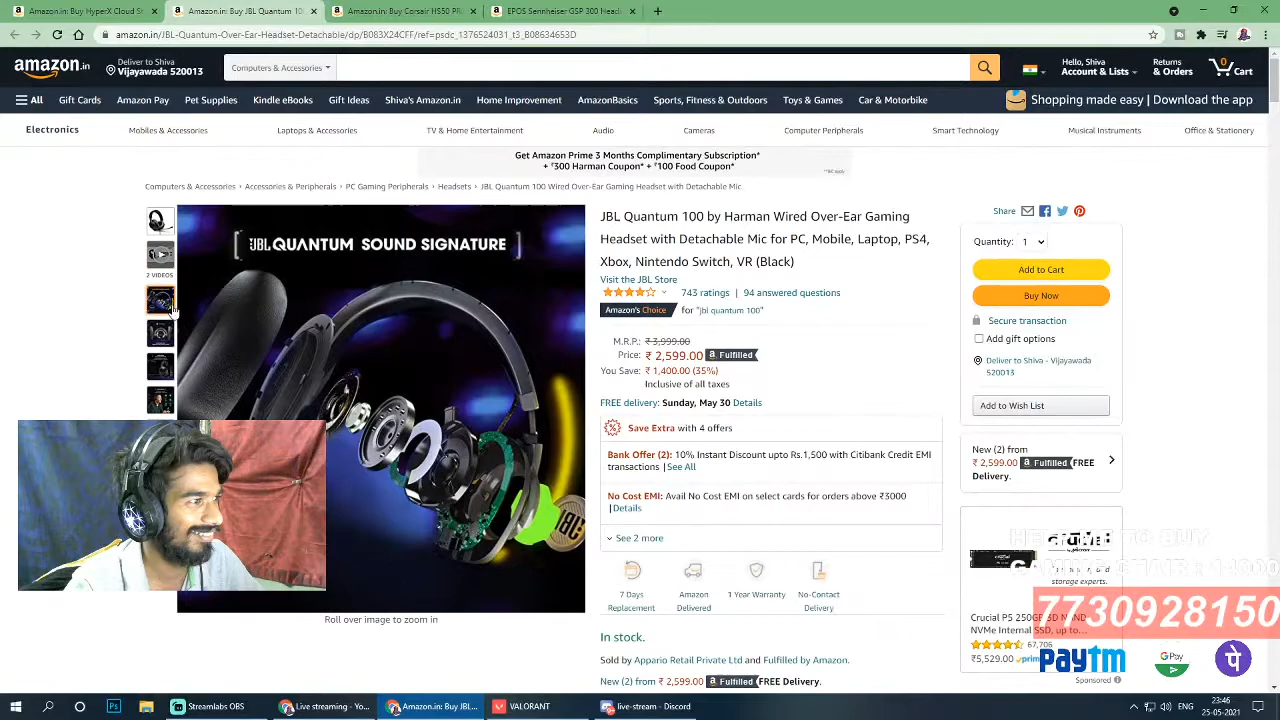 Amazon.in: Buy HyperX Cloud St
Amazon.in: Buy JBL Quantum 100
Amazon.in: Buy Corsair HS50 PRO
EPOS Sennheiser GSP 300 Headse
amazon.in/JBL-Quantum-Over-Ear-Headset-Detachable/dp/B083X24CFF/ref=psdc_1376524031_t3_B08634653D
amazon.in
Deliver to Shiva
Vijayawada 520013
Computers & Accessories
Hello, Shiva
Account & Lists
Returns
& Orders
0
Cart
All
Gift Cards
Amazon Pay
Pet Supplies
Kindle eBooks
Gift Ideas
Shiva's Amazon.in
Home Improvement
AmazonBasics
Sports, Fitness & Outdoors
Toys & Games
Car & Motorbike
Shopping made easy | Download the app
Electronics
Mobiles & Accessories
Laptops & Accessories
TV & Home Entertainment
Audio
Cameras
Computer Peripherals
Smart Technology
Musical Instruments
Office & Stationery
Get Amazon Prime 3 Months Complimentary Subscription*
+ ₹300 Harman Coupon* + ₹100 Food Coupon*
Computers & Accessories › Accessories & Peripherals › PC Gaming Peripherals › Headsets › JBL Quantum 100 Wired Over-Ear Gaming Headset with Detachable Mic
2 VIDEOS
JBL QUANTUM SOUND SIGNATURE
JBL
Roll over image to zoom in
JBL Quantum 100 by Harman Wired Over-Ear Gaming
Headset with Detachable Mic for PC, Mobile, Laptop, PS4,
Xbox, Nintendo Switch, VR (Black)
Visit the JBL Store
743 ratings | 94 answered questions
Amazon's Choice for "jbl quantum 100"
M.R.P.: ₹ 3,999.00
Price: ₹ 2,599.00 Fulfilled
You Save: ₹ 1,400.00 (35%)
Inclusive of all taxes
FREE delivery: Sunday, May 30 Details
Save Extra with 4 offers
Bank Offer (2): 10% Instant Discount upto Rs.1,500 with Citibank Credit EMI
transactions |See All
No Cost EMI: Avail No Cost EMI on select cards for orders above ₹3000
|Details
See 2 more
7 Days
Replacement
Amazon
Delivered
1 Year Warranty
No-Contact
Delivery
In stock.
Sold by Appario Retail Private Ltd and Fulfilled by Amazon.
New (2) from ₹ 2,599.00 Fulfilled FREE Delivery.
Share
Quantity: 1
Add to Cart
Buy Now
Secure transaction
Add gift options
Deliver to Shiva - Vijayawada
520013
Add to Wish List
New (2) from
₹ 2,599.00 Fulfilled FREE
Delivery.
HELP ME TO BUY
storage experts.
Crucial P5 250GB 3D NAND
NVMe Internal SSD, up to...
67,706
₹5,529.00 prime
Sponsored
7730928150
paytm
G Pay
Streamlabs OBS
Live streaming - Yo...
Amazon.in: Buy JBL...
VALORANT
live-stream - Discord
ENG
23:46
25-05-2021